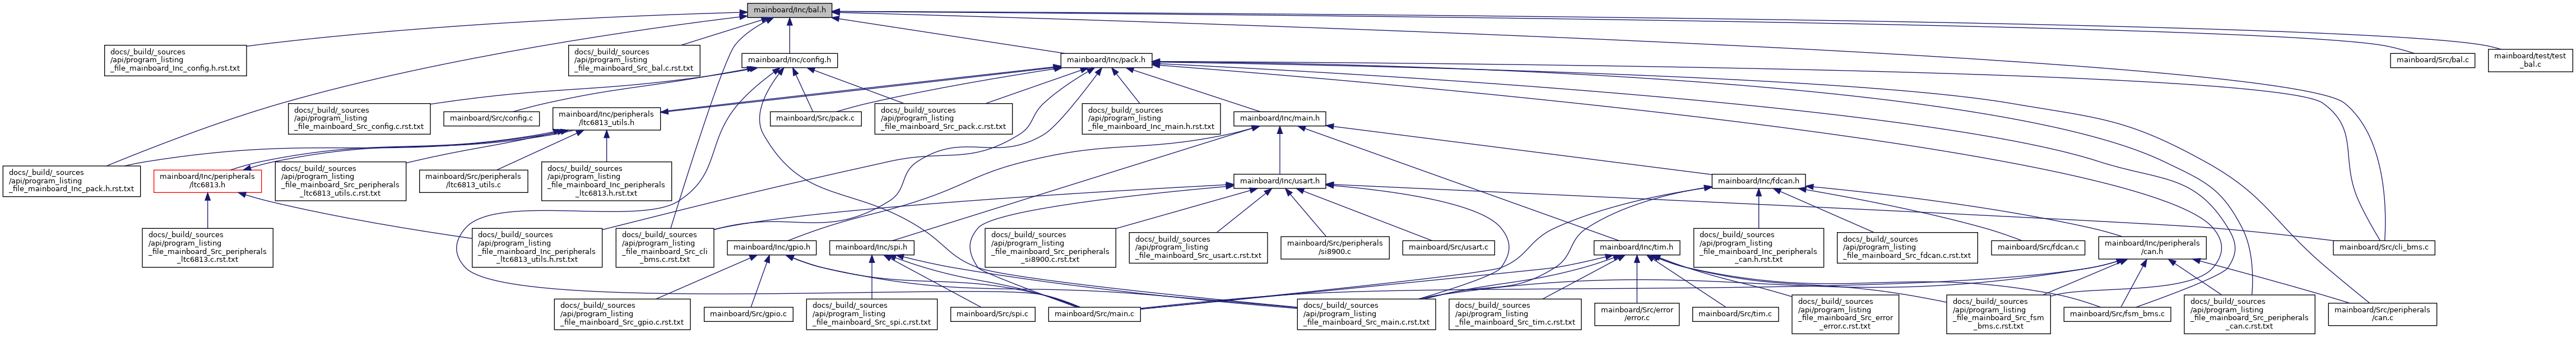 mainboard/Inc/bal.h
docs/_build/_sources
/api/program_listing
_file_mainboard_Inc_config.h.rst.txt
docs/_build/_sources
/api/program_listing
_file_mainboard_Src_bal.c.rst.txt
mainboard/Inc/config.h
mainboard/Inc/pack.h
mainboard/Src/bal.c
mainboard/test/test
_bal.c
docs/_build/_sources
/api/program_listing
_file_mainboard_Src_config.c.rst.txt
mainboard/Src/config.c
mainboard/Inc/peripherals
/ltc6813_utils.h
mainboard/Src/pack.c
docs/_build/_sources
/api/program_listing
_file_mainboard_Src_pack.c.rst.txt
docs/_build/_sources
/api/program_listing
_file_mainboard_Inc_main.h.rst.txt
mainboard/Inc/main.h
docs/_build/_sources
/api/program_listing
_file_mainboard_Inc_pack.h.rst.txt
mainboard/Inc/peripherals
/ltc6813.h
docs/_build/_sources
/api/program_listing
_file_mainboard_Src_peripherals
_ltc6813_utils.c.rst.txt
mainboard/Src/peripherals
/ltc6813_utils.c
docs/_build/_sources
/api/program_listing
_file_mainboard_Inc_peripherals
_ltc6813.h.rst.txt
mainboard/Inc/usart.h
mainboard/Inc/fdcan.h
docs/_build/_sources
/api/program_listing
_file_mainboard_Src_peripherals
_ltc6813.c.rst.txt
docs/_build/_sources
/api/program_listing
_file_mainboard_Inc_peripherals
_ltc6813_utils.h.rst.txt
docs/_build/_sources
/api/program_listing
_file_mainboard_Src_cli
_bms.c.rst.txt
mainboard/Inc/gpio.h
mainboard/Inc/spi.h
docs/_build/_sources
/api/program_listing
_file_mainboard_Src_peripherals
_si8900.c.rst.txt
docs/_build/_sources
/api/program_listing
_file_mainboard_Src_usart.c.rst.txt
mainboard/Src/peripherals
/si8900.c
mainboard/Src/usart.c
mainboard/Inc/tim.h
docs/_build/_sources
/api/program_listing
_file_mainboard_Inc_peripherals
_can.h.rst.txt
docs/_build/_sources
/api/program_listing
_file_mainboard_Src_fdcan.c.rst.txt
mainboard/Src/fdcan.c
mainboard/Inc/peripherals
/can.h
mainboard/Src/cli_bms.c
docs/_build/_sources
/api/program_listing
_file_mainboard_Src_gpio.c.rst.txt
mainboard/Src/gpio.c
docs/_build/_sources
/api/program_listing
_file_mainboard_Src_spi.c.rst.txt
mainboard/Src/spi.c
mainboard/Src/main.c
docs/_build/_sources
/api/program_listing
_file_mainboard_Src_main.c.rst.txt
docs/_build/_sources
/api/program_listing
_file_mainboard_Src_tim.c.rst.txt
mainboard/Src/error
/error.c
mainboard/Src/tim.c
docs/_build/_sources
/api/program_listing
_file_mainboard_Src_error
_error.c.rst.txt
docs/_build/_sources
/api/program_listing
_file_mainboard_Src_fsm
_bms.c.rst.txt
mainboard/Src/fsm_bms.c
docs/_build/_sources
/api/program_listing
_file_mainboard_Src_peripherals
_can.c.rst.txt
mainboard/Src/peripherals
/can.c